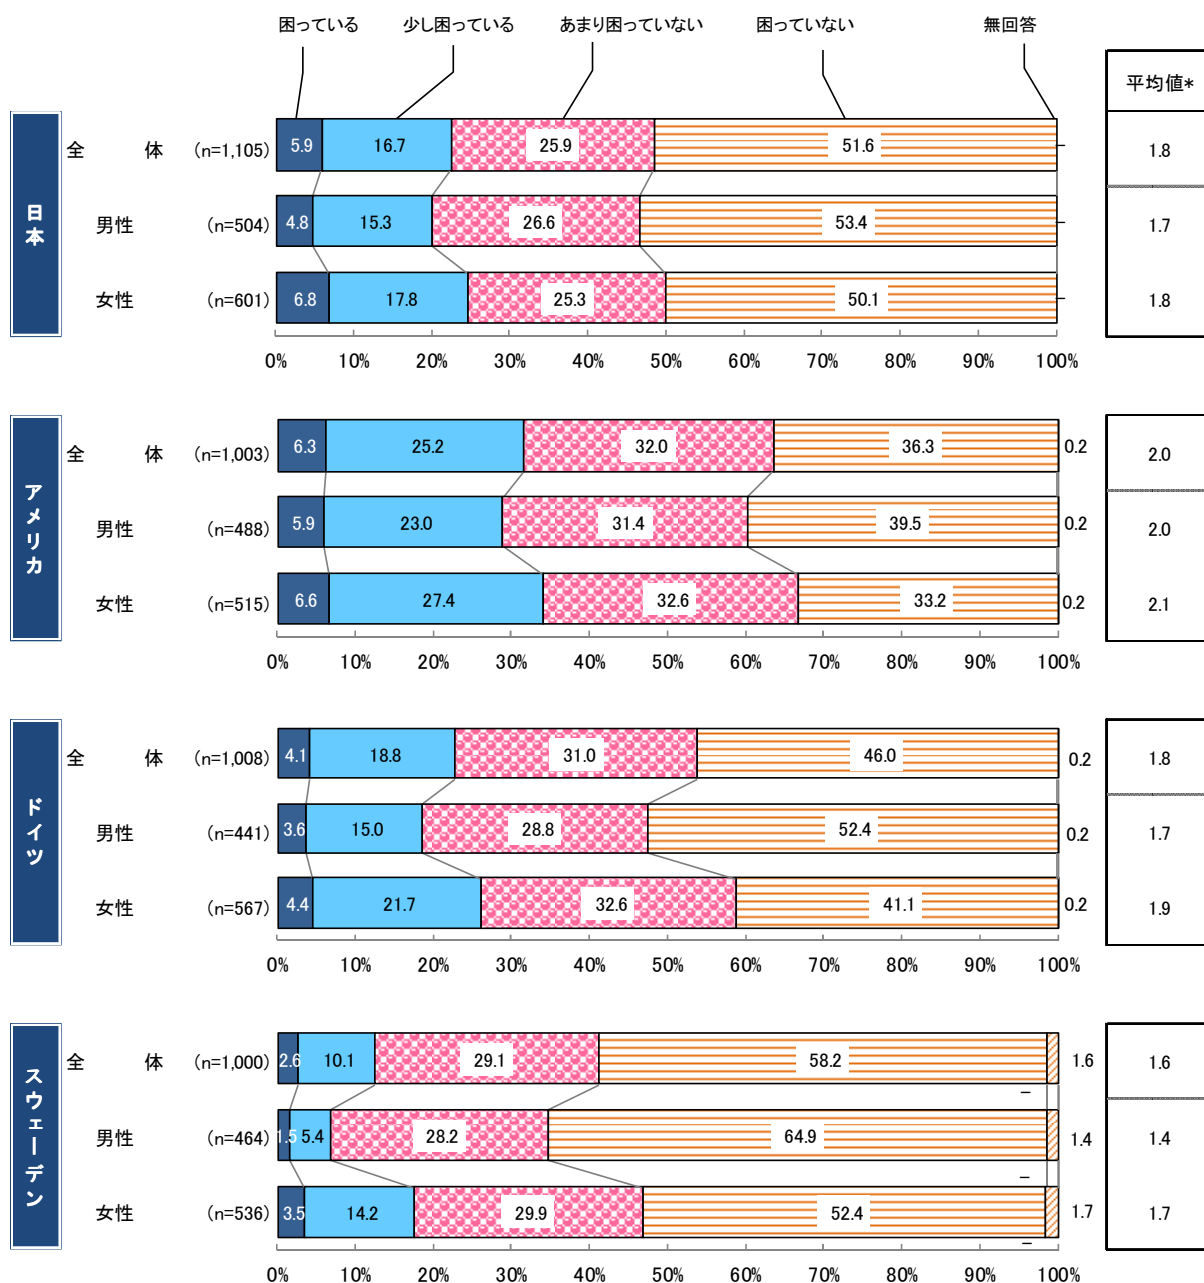 困っている 少し困っている あまり困っていない 困っていない 無回答
平均値*
日本
全 体 (n=1,105) 5.9 16.7 25.9 51.6 - 1.8
男性 (n=504) 4.8 15.3 26.6 53.4 - 1.7
女性 (n=601) 6.8 17.8 25.3 50.1 - 1.8
0% 10% 20% 30% 40% 50% 60% 70% 80% 90% 100%
アメリカ
全 体 (n=1,003) 6.3 25.2 32.0 36.3 0.2 2.0
男性 (n=488) 5.9 23.0 31.4 39.5 0.2 2.0
女性 (n=515) 6.6 27.4 32.6 33.2 0.2 2.1
0% 10% 20% 30% 40% 50% 60% 70% 80% 90% 100%
ドイツ
全 体 (n=1,008) 4.1 18.8 31.0 46.0 0.2 1.8
男性 (n=441) 3.6 15.0 28.8 52.4 0.2 1.7
女性 (n=567) 4.4 21.7 32.6 41.1 0.2 1.9
0% 10% 20% 30% 40% 50% 60% 70% 80% 90% 100%
スウェーデン
全 体 (n=1,000) 2.6 10.1 29.1 58.2 1.6 1.6
-
男性 (n=464) 1.5 5.4 28.2 64.9 1.4 1.4
-
女性 (n=536) 3.5 14.2 29.9 52.4 1.7 1.7
-
0% 10% 20% 30% 40% 50% 60% 70% 80% 90% 100%